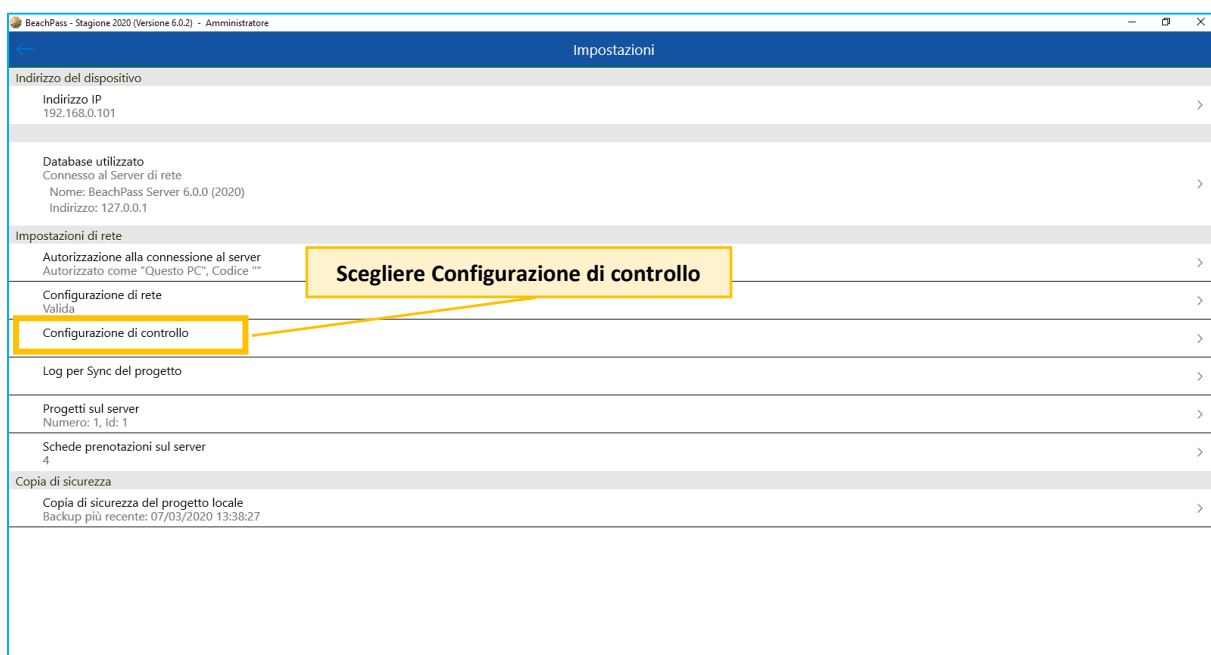 BeachPass - Stagione 2020 (Versione 6.0.2) - Amministratore
Impostazioni
Indirizzo del dispositivo
Indirizzo IP
192.168.0.101
Database utilizzato
Connesso al Server di rete
Nome: BeachPass Server 6.0.0 (2020)
Indirizzo: 127.0.0.1
Impostazioni di rete
Autorizzazione alla connessione al server
Autorizzato come "Questo PC", Codice ""
Scegliere Configurazione di controllo
Configurazione di rete
Valida
Configurazione di controllo
Log per Sync del progetto
Progetti sul server
Numero: 1, Id: 1
Schede prenotazioni sul server
4
Copia di sicurezza
Copia di sicurezza del progetto locale
Backup più recente: 07/03/2020 13:38:27